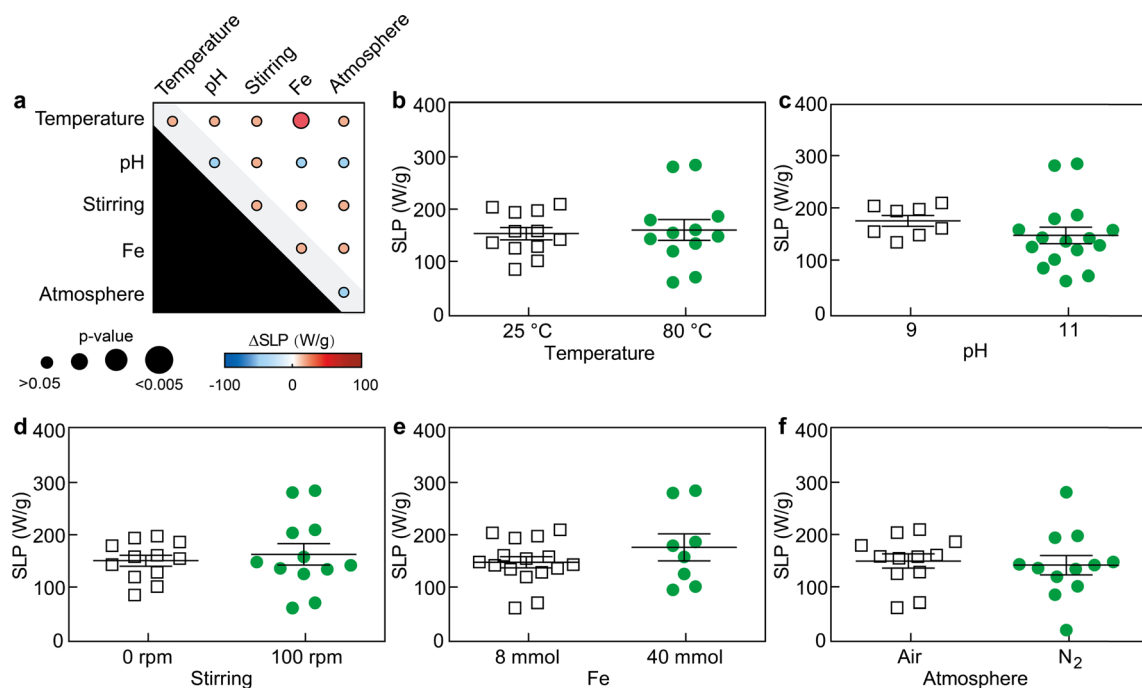 a
Temperature
pH
Stirring
Fe
Atmosphere
Temperature
pH
Stirring
Fe
Atmosphere
p-value
>0.05
<0.005
ΔSLP (W/g)
-100
0
100
b
SLP (W/g)
400
300
200
100
0
25 °C
80 °C
Temperature
c
SLP (W/g)
400
300
200
100
0
9
11
pH
d
SLP (W/g)
400
300
200
100
0
0 rpm
100 rpm
Stirring
e
SLP (W/g)
400
300
200
100
0
8 mmol
40 mmol
Fe
f
SLP (W/g)
400
300
200
100
0
Air
N₂
Atmosphere